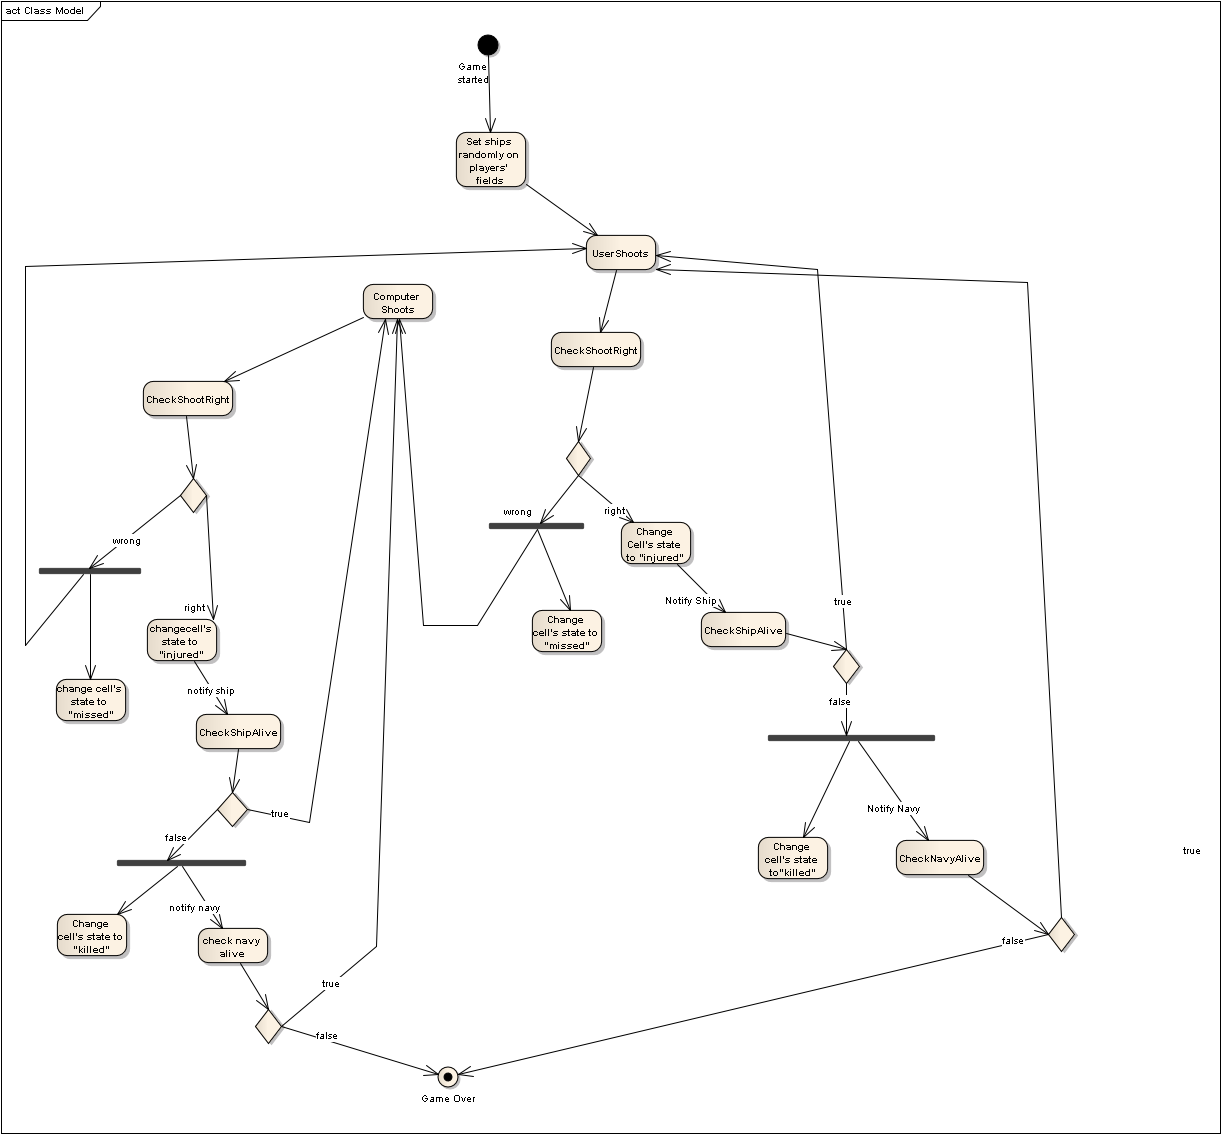 act Class Model
Game
started
Set ships
randomly on
players'
fields
UserShoots
Computer
Shoots
CheckShootRight
CheckShootRight
wrong
right
Change
Cell's state
to "injured"
wrong
Notify Ship
true
right
changecell's
state to
"injured"
Change
cell's state to
"missed"
CheckShipAlive
notify ship
change cell's
state to
"missed"
false
CheckShipAlive
true
Notify Navy
false
Change
cell's state
to"killed"
CheckNavyAlive
true
notify navy
Change
cell's state to
"killed"
check navy
alive
false
true
false
Game Over